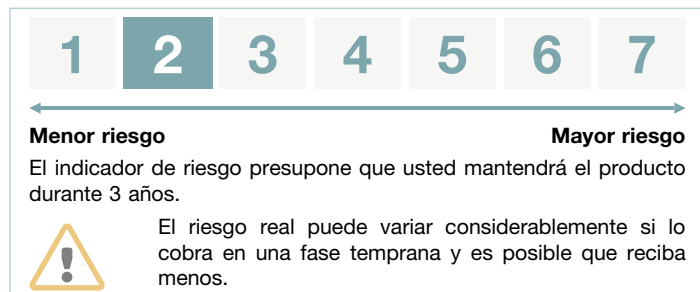 1 2 3 4 5 6 7
Menor riesgo Mayor riesgo
El indicador de riesgo presupone que usted mantendrá el producto
durante 3 años.
El riesgo real puede variar considerablemente si lo
cobra en una fase temprana y es posible que reciba
menos.